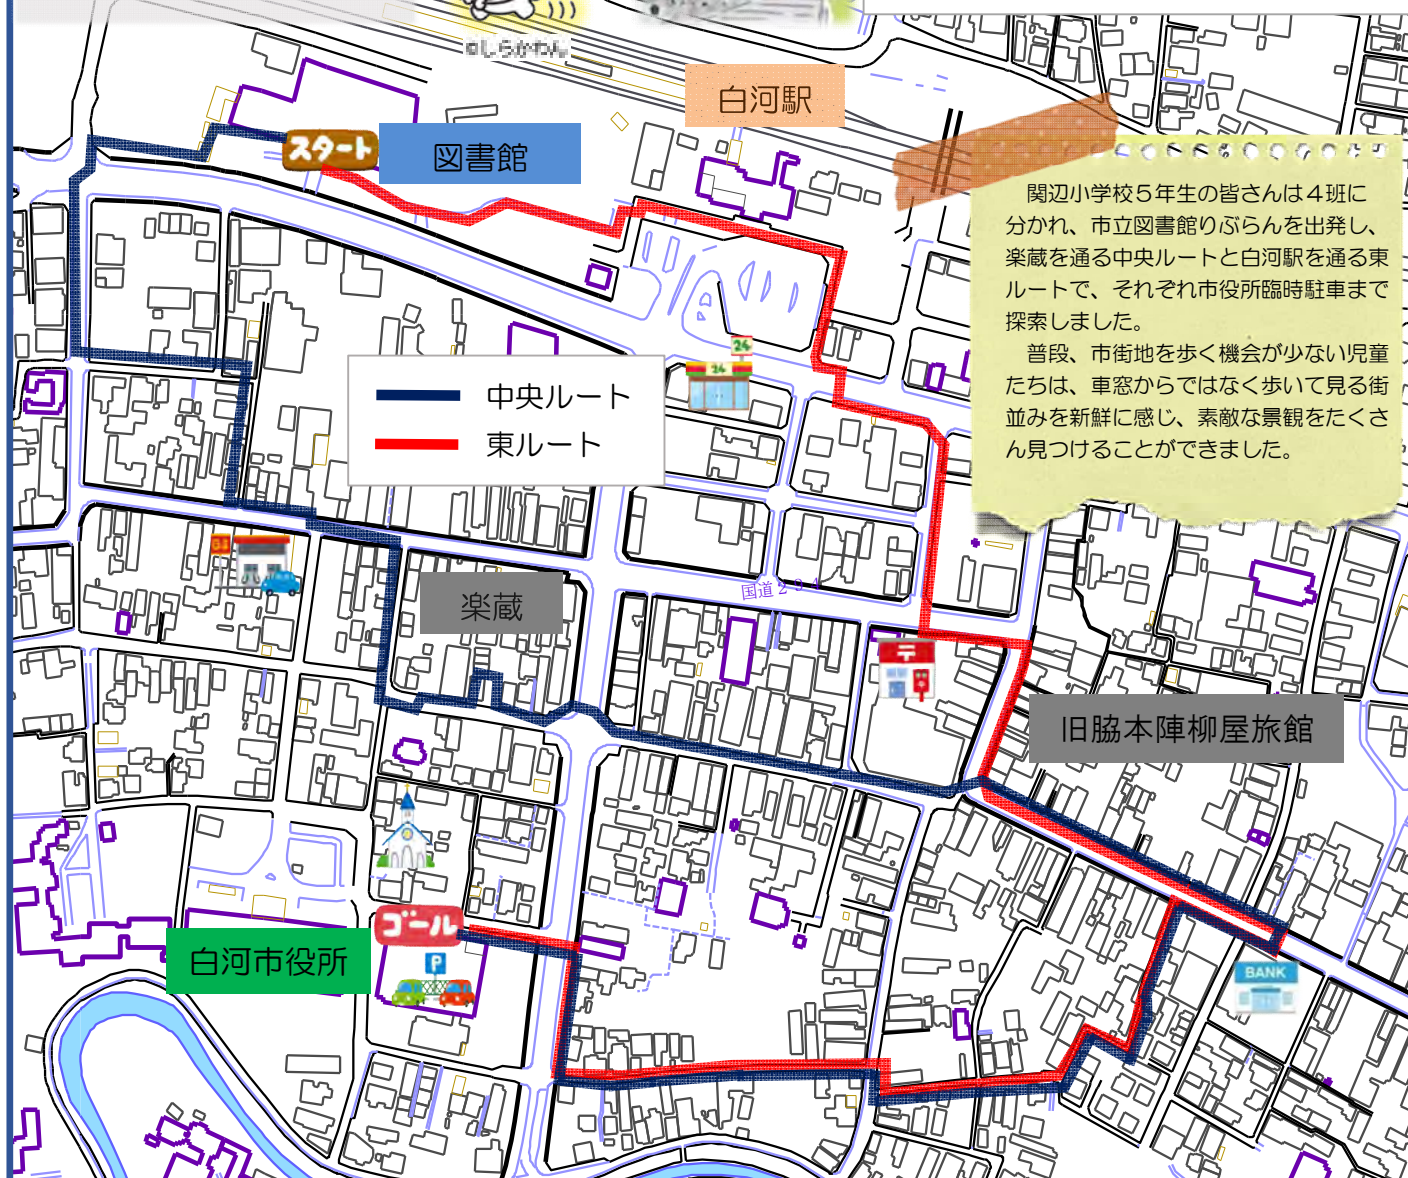 ©しらかわん
白河駅
スタート
図書館
関辺小学校５年生の皆さんは４班に
分かれ、市立図書館りぶらんを出発し、
楽蔵を通る中央ルートと白河駅を通る東
ルートで、それぞれ市役所臨時駐車まで
探索しました。
普段、市街地を歩く機会が少ない児童
たちは、車窓からではなく歩いて見る街
並みを新鮮に感じ、素敵な景観をたくさ
ん見つけることができました。
24
24
中央ルート
東ルート
楽蔵
国道２９４
〒
旧脇本陣柳屋旅館
ゴール
白河市役所
P
BANK